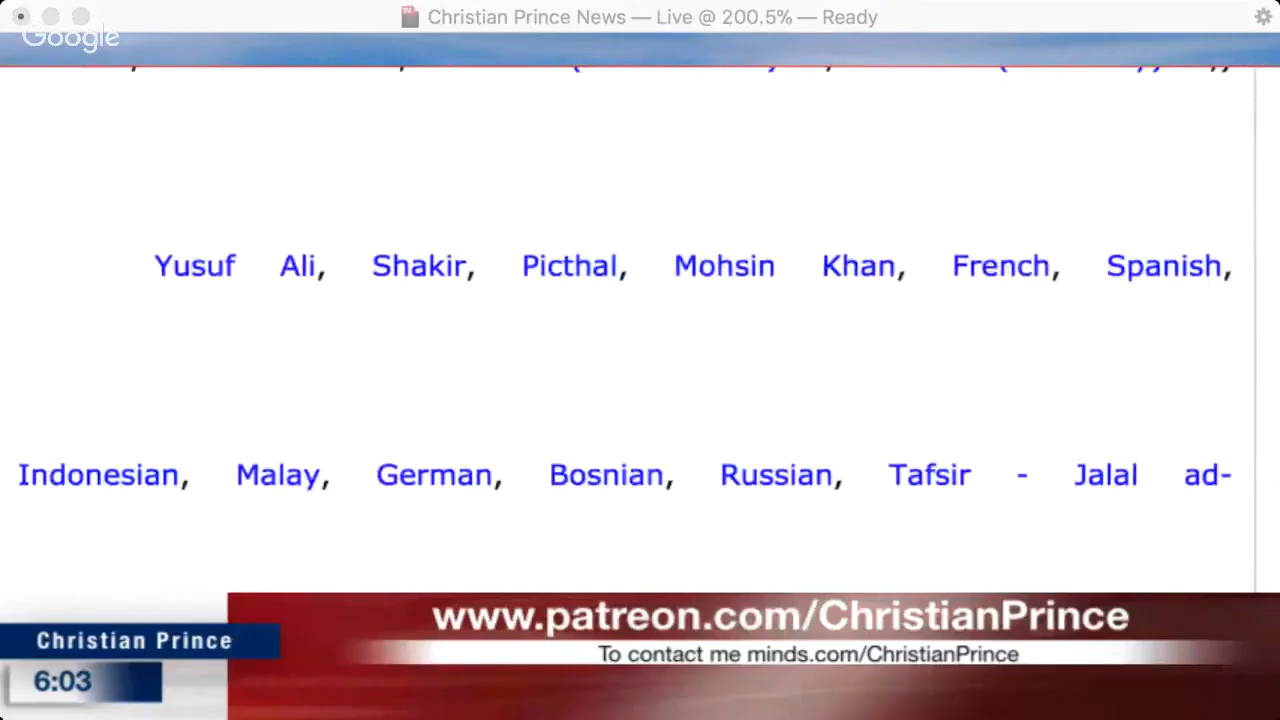 Christian Prince News — Live @ 200.5% — Ready
Google
Yusuf Ali, Shakir, Picthal, Mohsin Khan, French, Spanish,
Indonesian, Malay, German, Bosnian, Russian, Tafsir - Jalal ad-
www.patreon.com/ChristianPrince
Christian Prince
To contact me minds.com/ChristianPrince
6:03